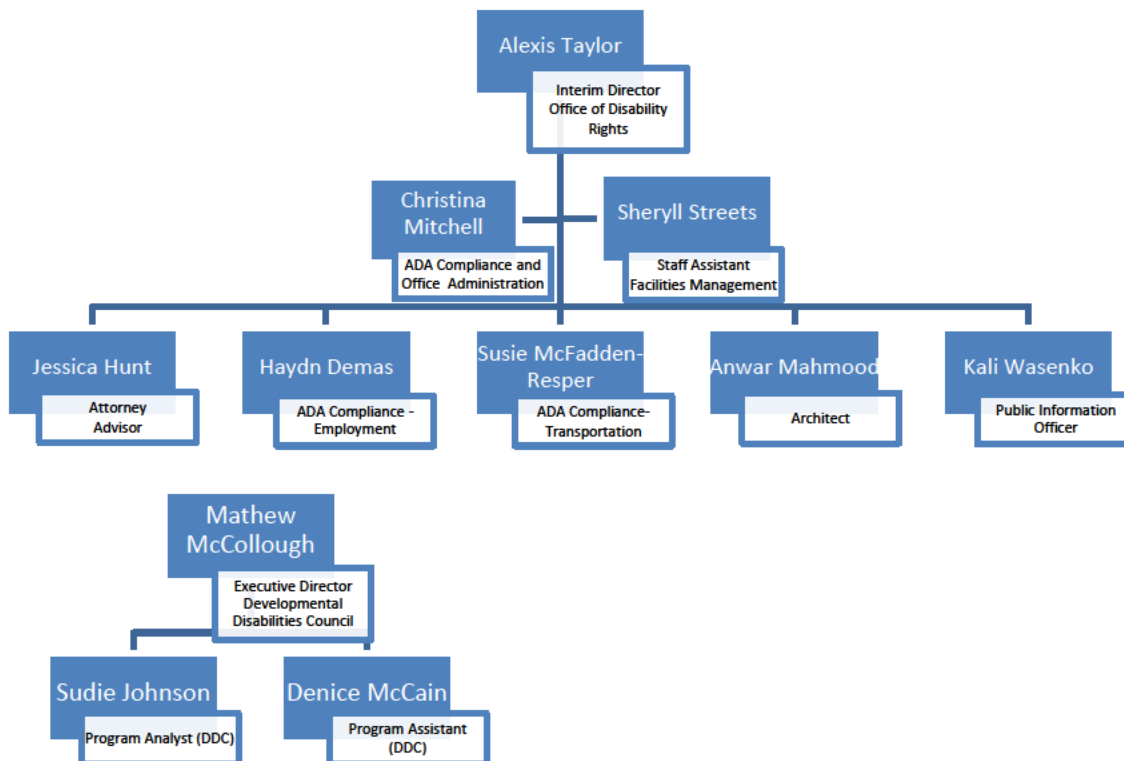 Alexis Taylor
Interim Director
Office of Disability
Rights
Christina
Mitchell
ADA Compliance and
Office Administration
Sheryll Streets
Staff Assistant
Facilities Management
Jessica Hunt
Attorney
Advisor
Haydn Demas
ADA Compliance -
Employment
Susie McFadden-
Resper
ADA Compliance-
Transportation
Anwar Mahmood
Architect
Kali Wasenko
Public Information
Officer
Mathew
McCollough
Executive Director
Developmental
Disabilities Council
Sudie Johnson
Program Analyst (DDC)
Denice McCain
Program Assistant
(DDC)